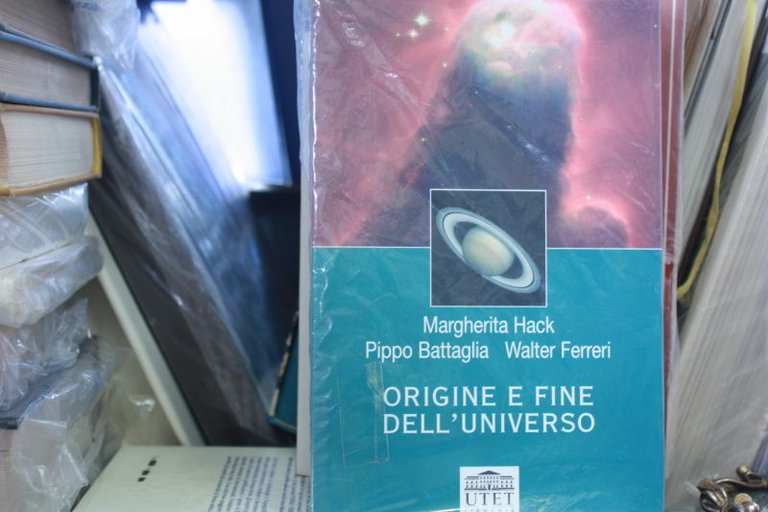 Margherita Hack
Pippo Battaglia Walter Ferreri
ORIGINE E FINE
DELL'UNIVERSO
UTET